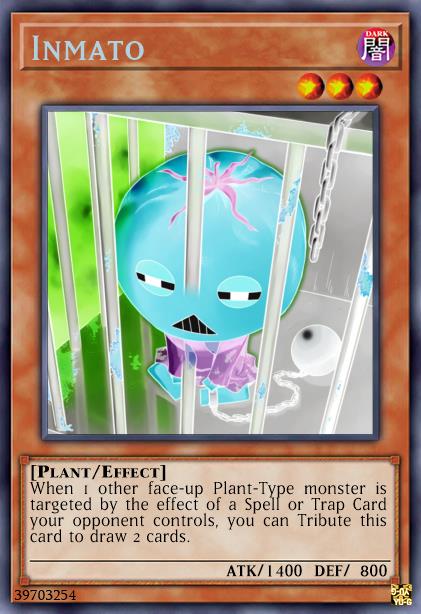 Inmato
DARK
闇
[Plant/Effect]
When 1 other face-up Plant-Type monster is
targeted by the effect of a Spell or Trap Card
your opponent controls, you can Tribute this
card to draw 2 cards.
ATK/1400 DEF/ 800
39703254